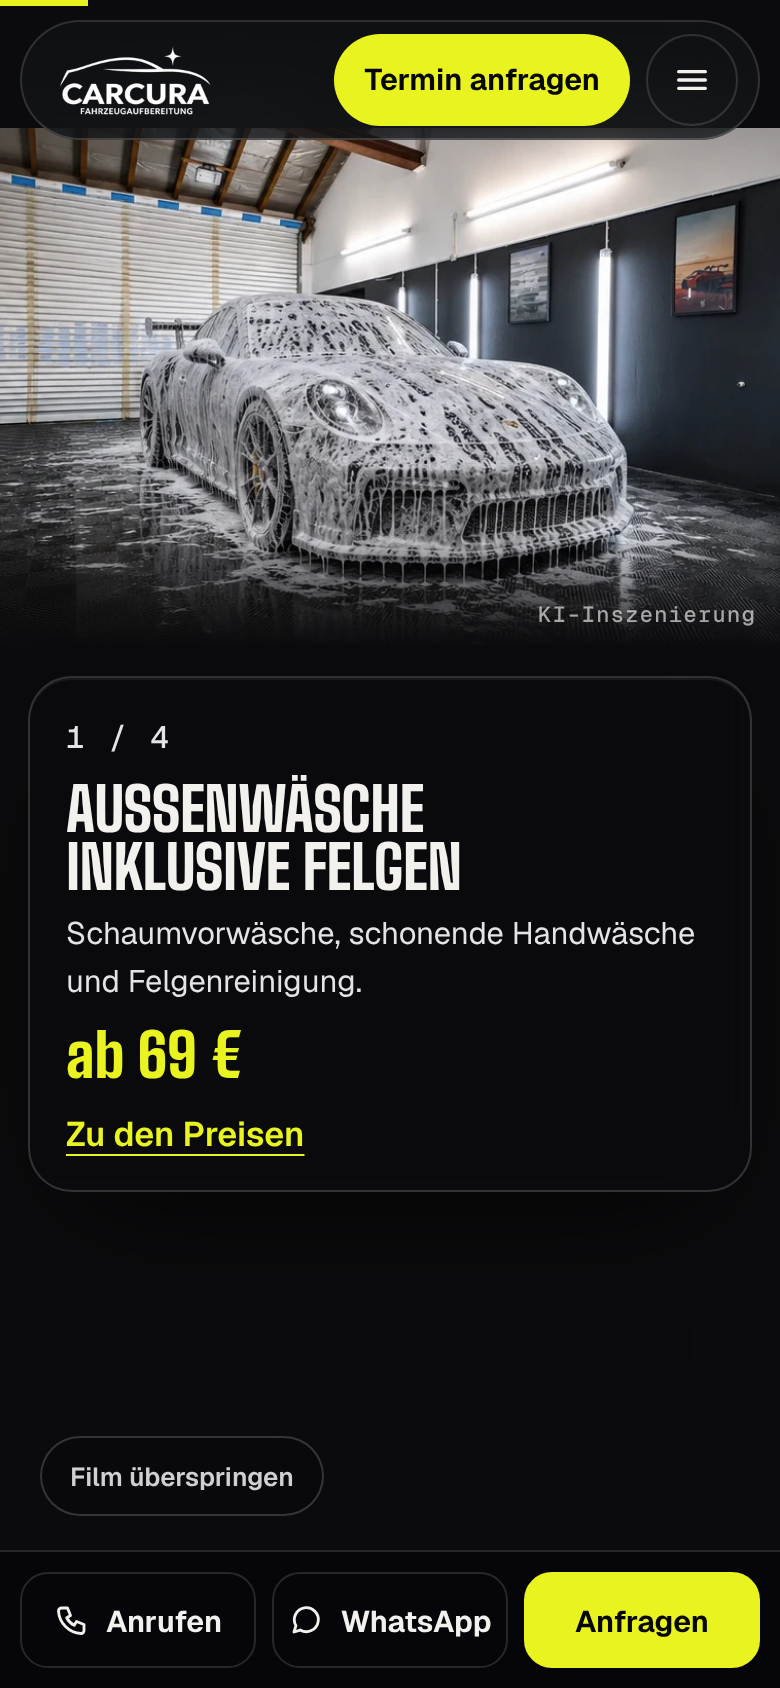 CARCURA
FAHRZEUGAUFBEREITUNG
Termin anfragen
KI-Inszenierung
1 / 4
AUSSENWÄSCHE
INKLUSIVE FELGEN
Schaumvorwäsche, schonende Handwäsche
und Felgenreinigung.
ab 69 €
Zu den Preisen
Film überspringen
Anrufen
WhatsApp
Anfragen